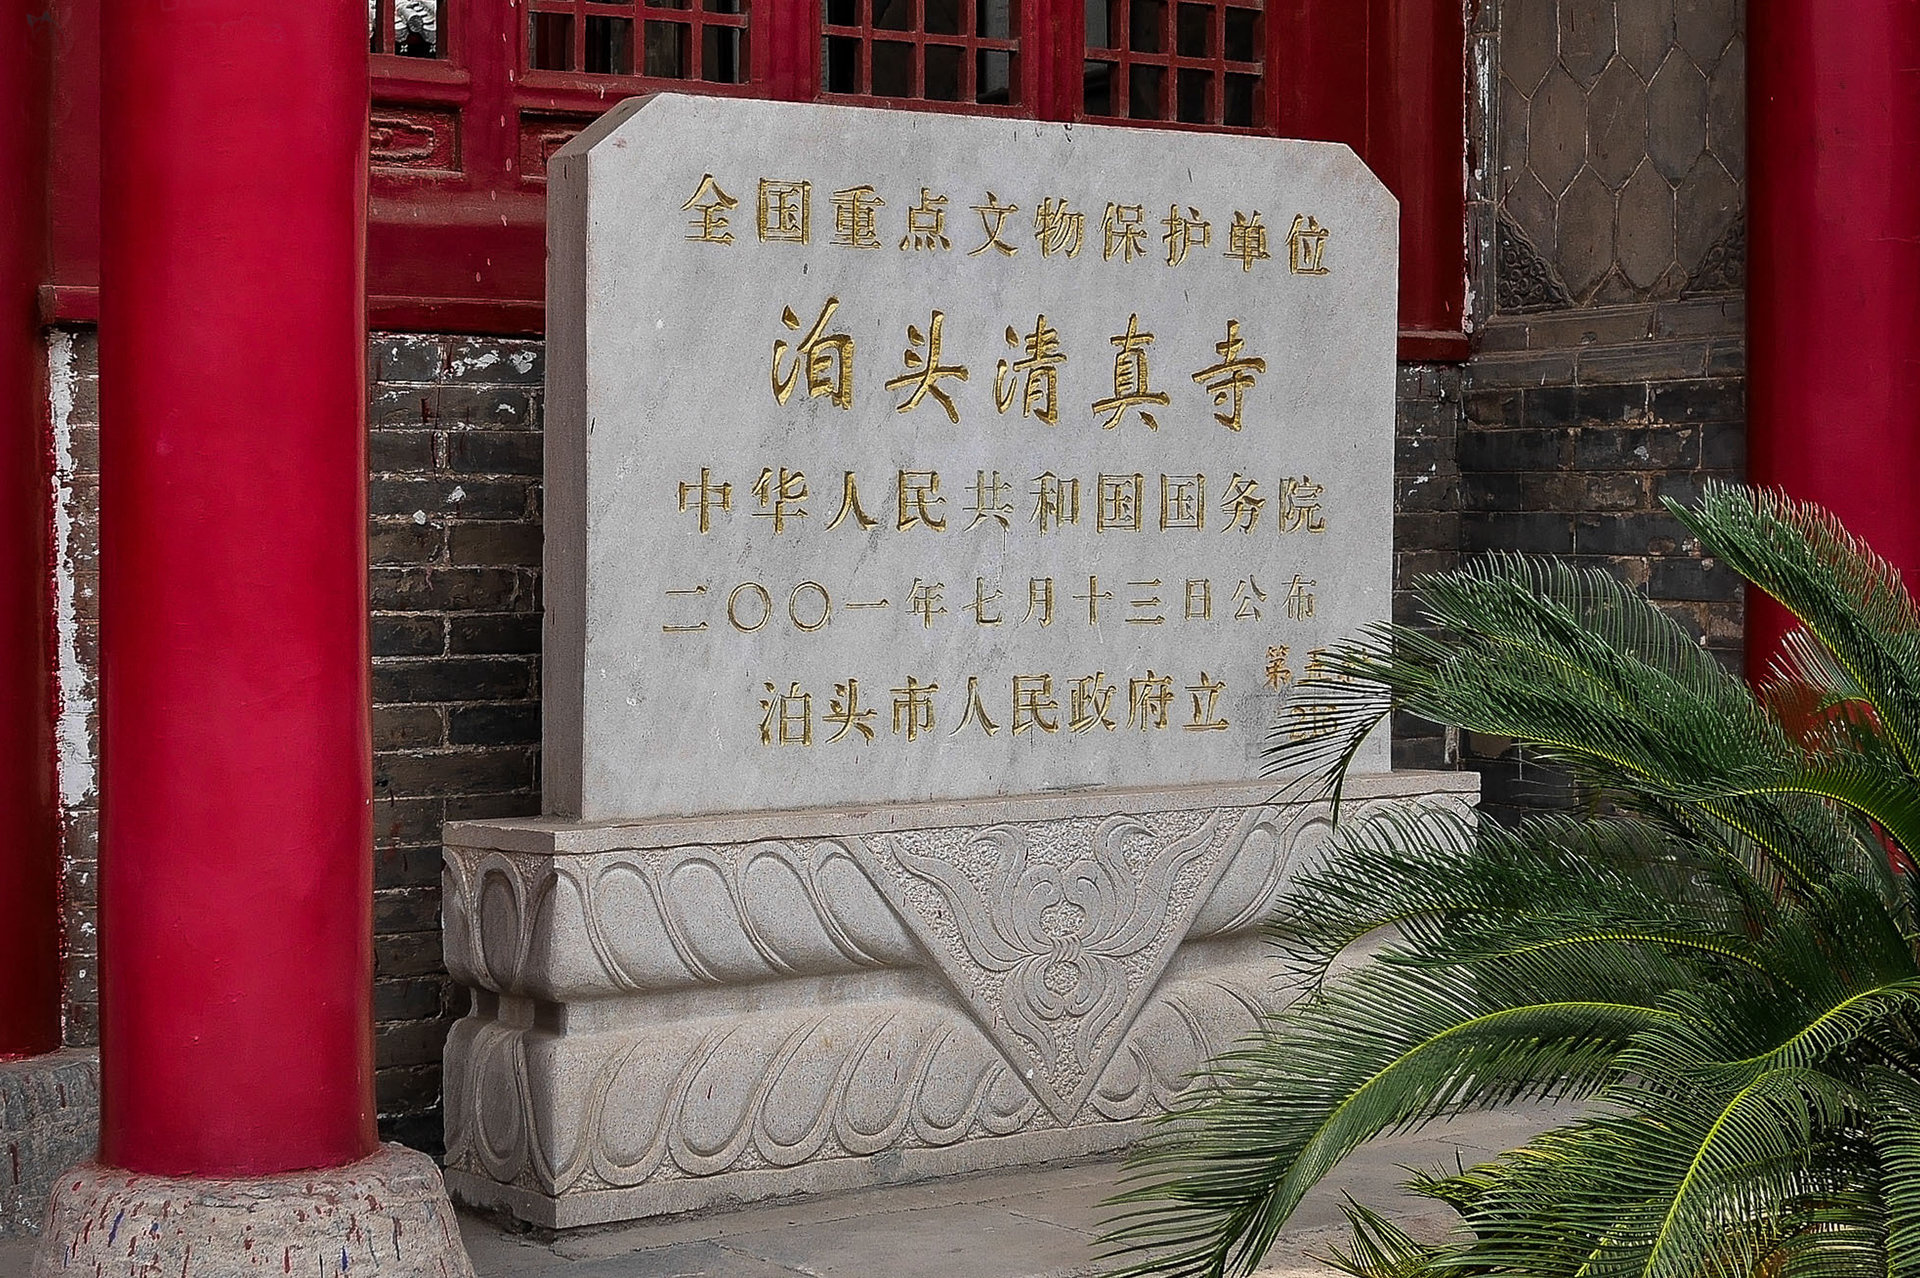 全国重点文物保护单位
泊头清真寺
中华人民共和国国务院
二〇〇一年七月十三日公布
第五
泊头市人民政府立